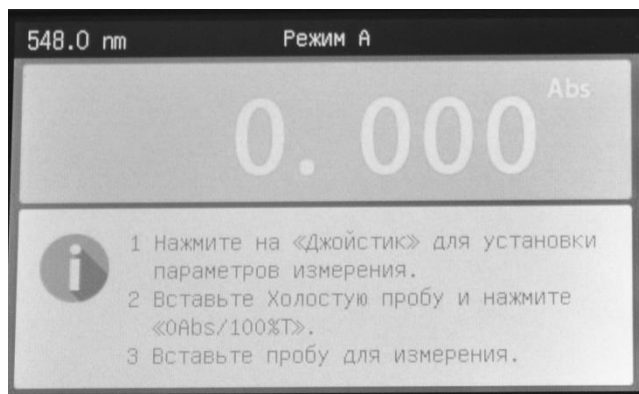 548.0 nm Режим А
Abs
0.000
1 Нажмите на «Джойстик» для установки
параметров измерения.
2 Вставьте Холостую пробу и нажмите
«0Abs/100%T».
3 Вставьте пробу для измерения.